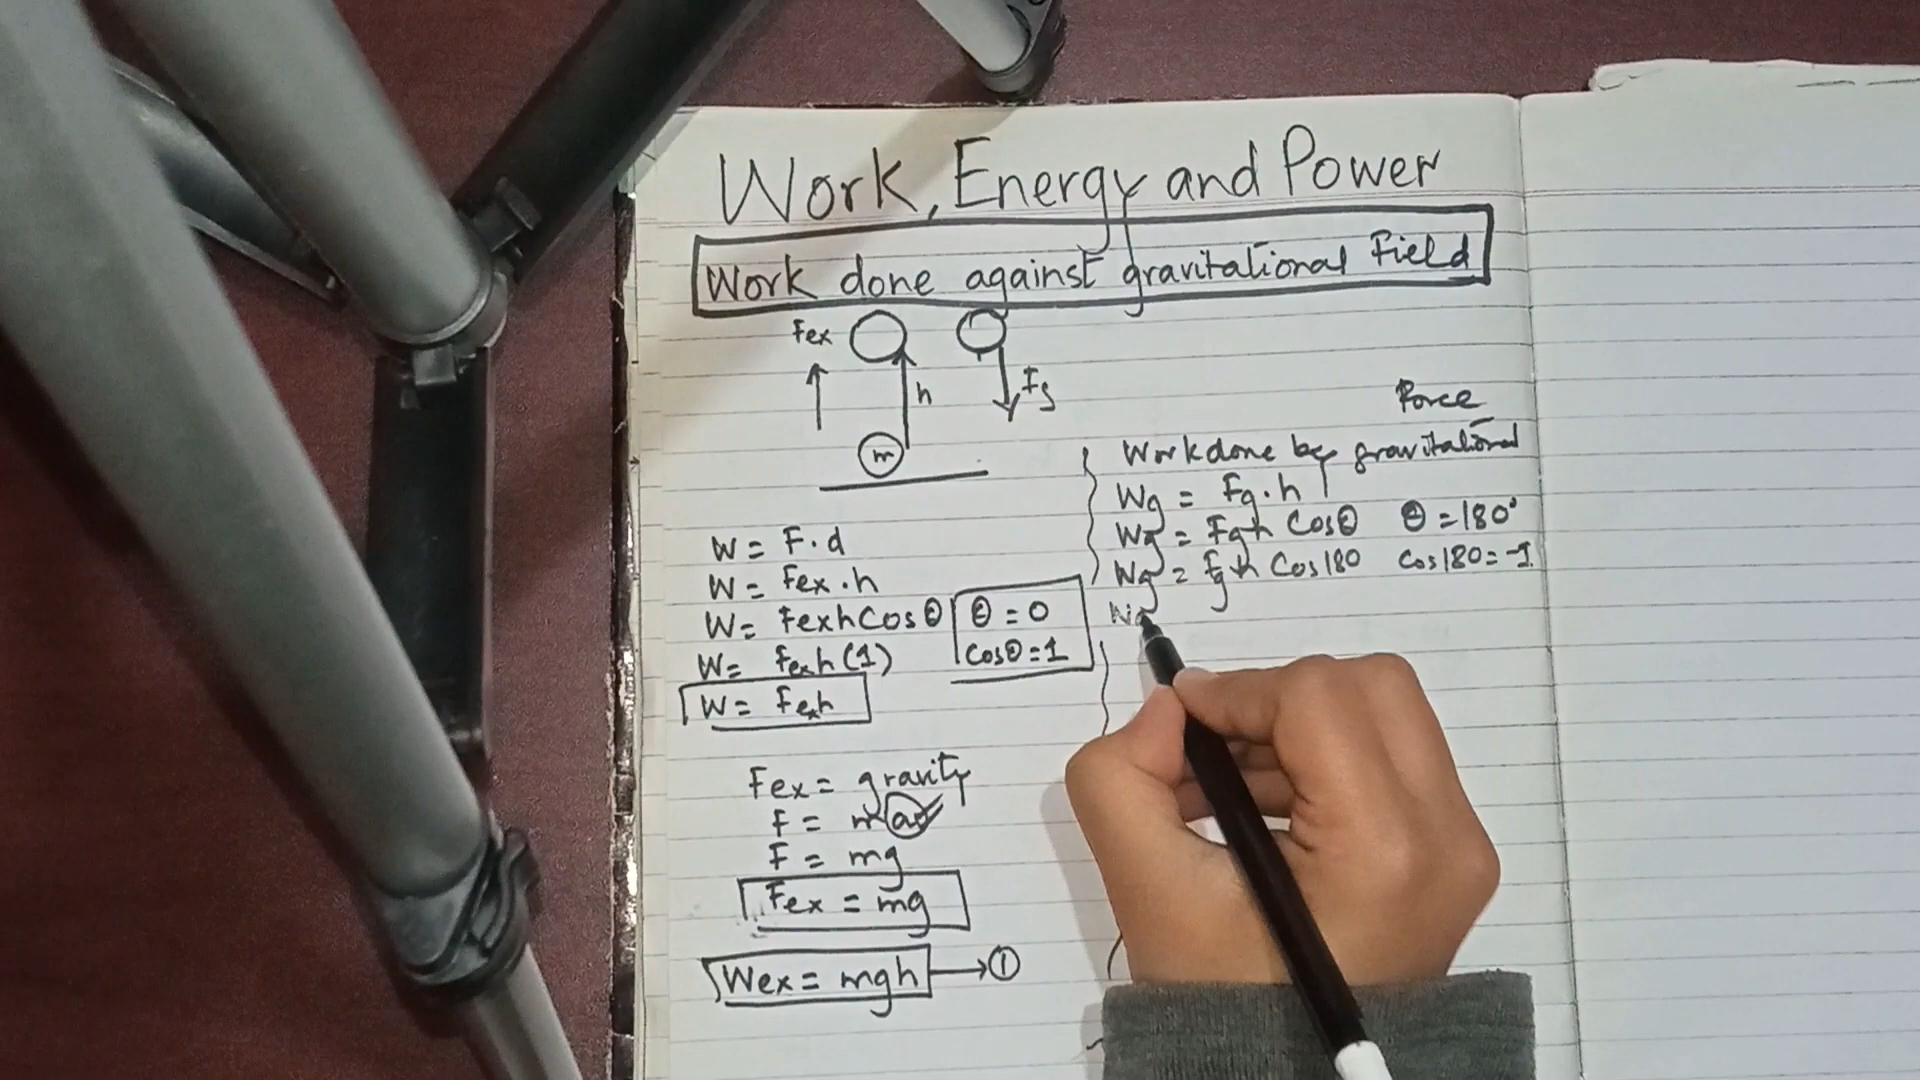 Work, Energy and Power
Work done against gravitational Field
Fex
h
Fg
m
W = F.d
W = Fex.h
W = FexhCosθ
θ = 0
W = Fexh(1)
Cosθ = 1
W = Fexh
Fex = gravity
F = ma
F = mg
Fex = mg
Wex = mgh → ①
Force
Workdone by gravitational
Wg = Fg.h
Wg = Fgh Cosθ θ = 180°
Wg = Fgh Cos180 Cos180 = -1
Wg